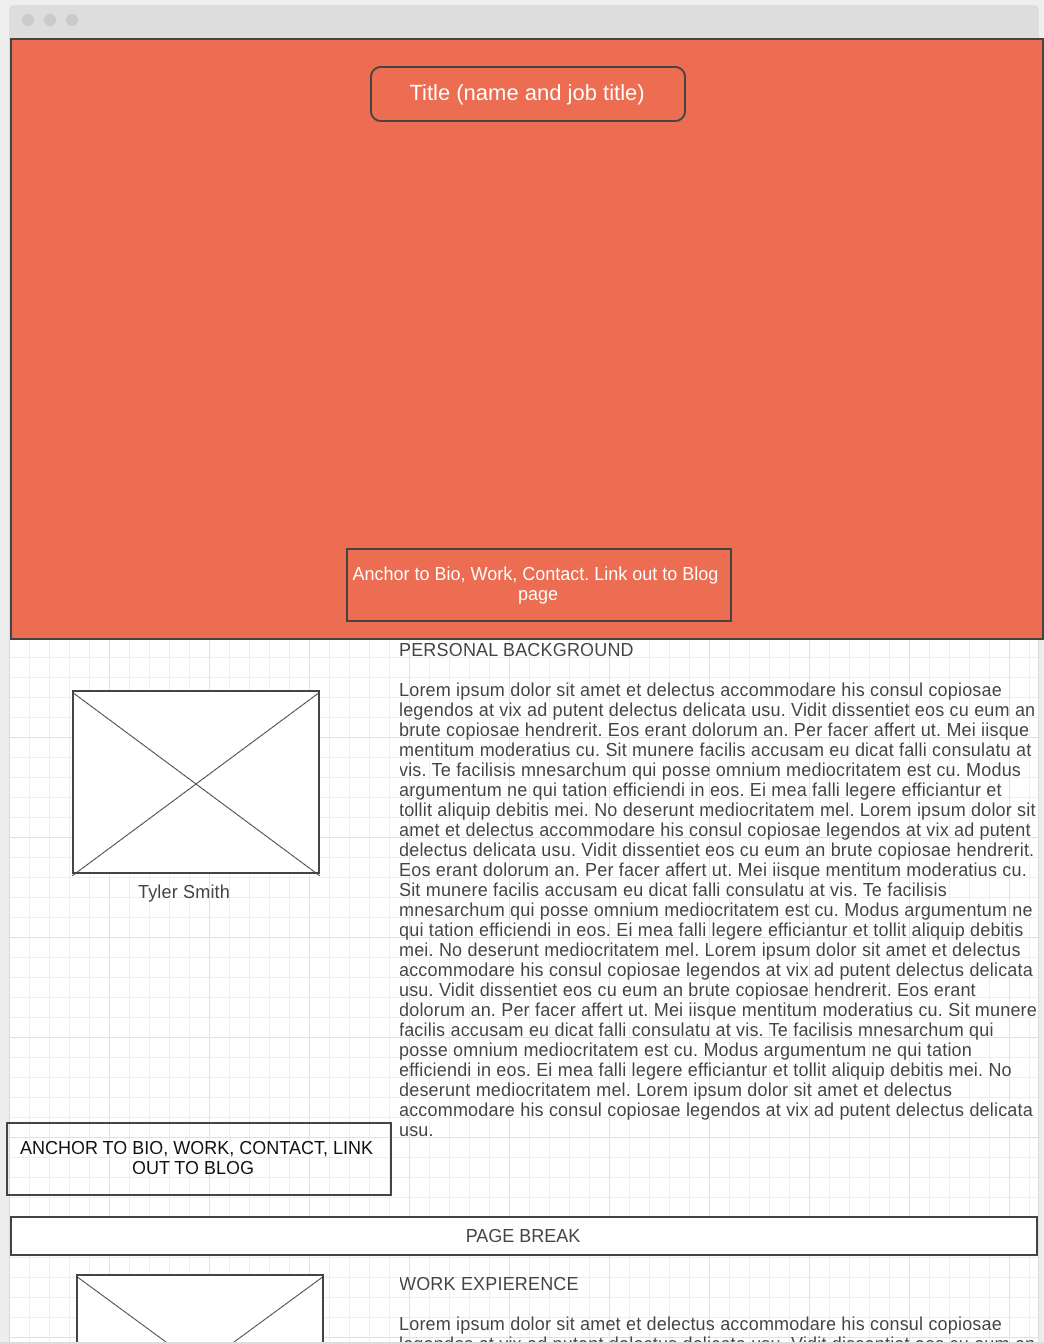 Title (name and job title)
Anchor to Bio, Work, Contact. Link out to Blog
page
PERSONAL BACKGROUND
Lorem ipsum dolor sit amet et delectus accommodare his consul copiosae
legendos at vix ad putent delectus delicata usu. Vidit dissentiet eos cu eum an
brute copiosae hendrerit. Eos erant dolorum an. Per facer affert ut. Mei iisque
mentitum moderatius cu. Sit munere facilis accusam eu dicat falli consulatu at
vis. Te facilisis mnesarchum qui posse omnium mediocritatem est cu. Modus
argumentum ne qui tation efficiendi in eos. Ei mea falli legere efficiantur et
tollit aliquip debitis mei. No deserunt mediocritatem mel. Lorem ipsum dolor sit
amet et delectus accommodare his consul copiosae legendos at vix ad putent
delectus delicata usu. Vidit dissentiet eos cu eum an brute copiosae hendrerit.
Eos erant dolorum an. Per facer affert ut. Mei iisque mentitum moderatius cu.
Sit munere facilis accusam eu dicat falli consulatu at vis. Te facilisis
mnesarchum qui posse omnium mediocritatem est cu. Modus argumentum ne
qui tation efficiendi in eos. Ei mea falli legere efficiantur et tollit aliquip debitis
mei. No deserunt mediocritatem mel. Lorem ipsum dolor sit amet et delectus
accommodare his consul copiosae legendos at vix ad putent delectus delicata
usu. Vidit dissentiet eos cu eum an brute copiosae hendrerit. Eos erant
dolorum an. Per facer affert ut. Mei iisque mentitum moderatius cu. Sit munere
facilis accusam eu dicat falli consulatu at vis. Te facilisis mnesarchum qui
posse omnium mediocritatem est cu. Modus argumentum ne qui tation
efficiendi in eos. Ei mea falli legere efficiantur et tollit aliquip debitis mei. No
deserunt mediocritatem mel. Lorem ipsum dolor sit amet et delectus
accommodare his consul copiosae legendos at vix ad putent delectus delicata
usu.
Tyler Smith
ANCHOR TO BIO, WORK, CONTACT, LINK
OUT TO BLOG
PAGE BREAK
WORK EXPIERENCE
Lorem ipsum dolor sit amet et delectus accommodare his consul copiosae
legendos at vix ad putent delectus delicata usu. Vidit dissentiet eos cu eum an